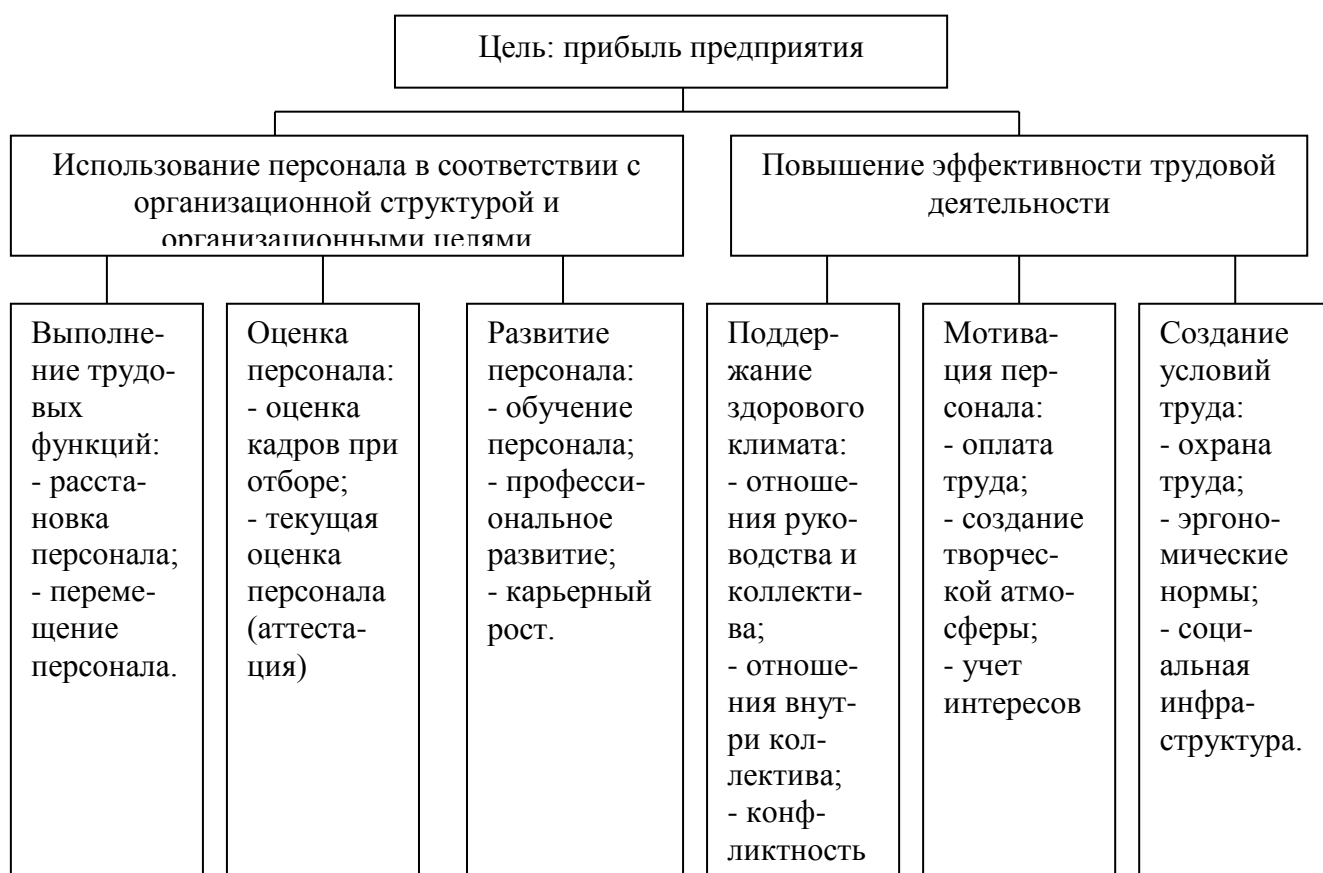 Цель: прибыль предприятия
Использование персонала в соответствии с
организационной структурой и
организационными целями
Повышение эффективности трудовой
деятельности
Выполне-
ние трудо-
вых
функций:
- расста-
новка
персонала;
- переме-
щение
персонала.
Оценка
персонала:
- оценка
кадров при
отборе;
- текущая
оценка
персонала
(аттеста-
ция)
Развитие
персонала:
- обучение
персонала;
- професси-
ональное
развитие;
- карьерный
рост.
Поддер-
жание
здорового
климата:
- отноше-
ния руко-
водства и
коллекти-
ва;
- отноше-
ния внут-
ри кол-
лектива;
- конф-
ликтность
Мотива-
ция пер-
сонала:
- оплата
труда;
- создание
творчес-
кой атмо-
сферы;
- учет
интересов
Создание
условий
труда:
- охрана
труда;
- эргоно-
мические
нормы;
- соци-
альная
инфра-
структура.